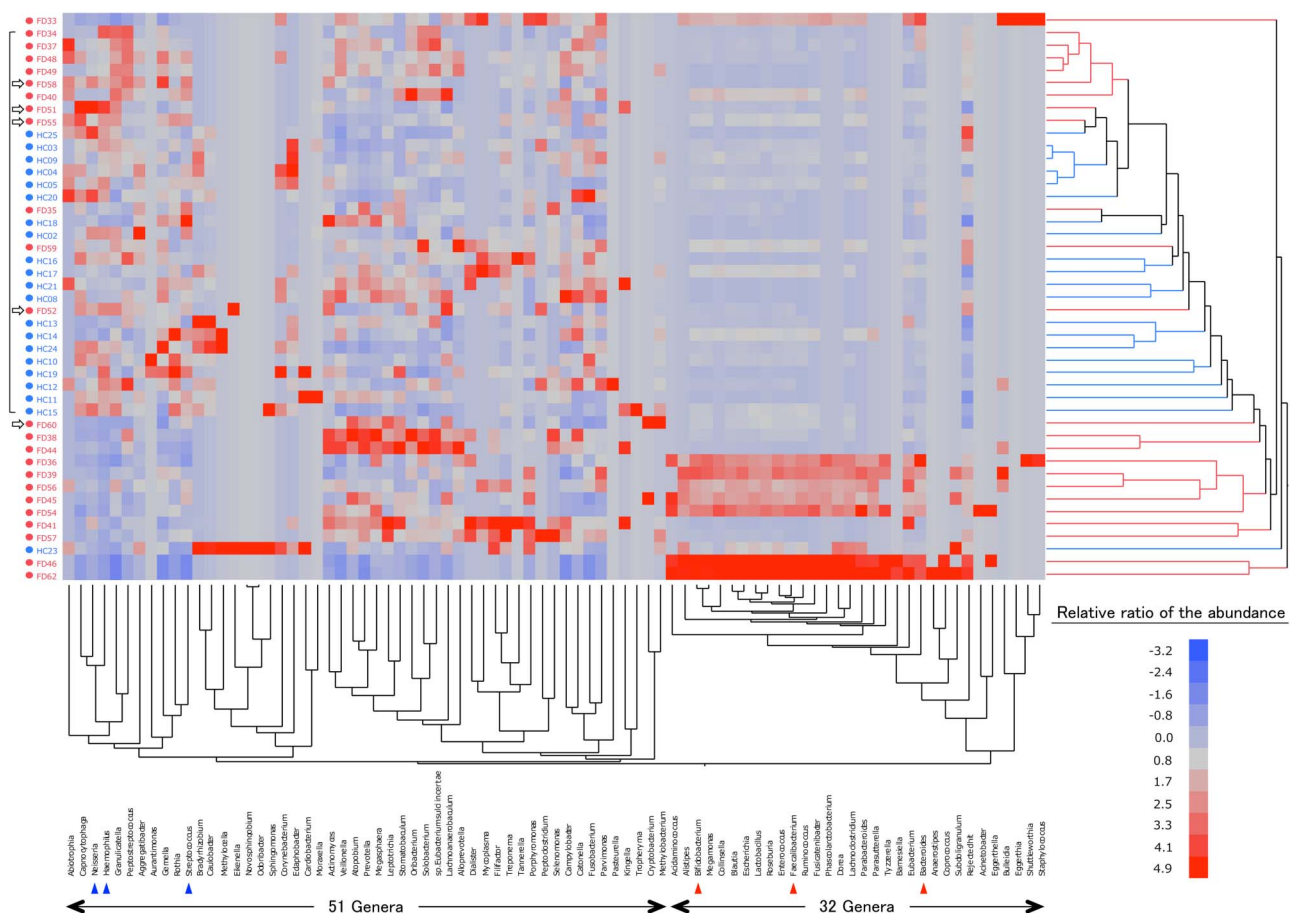 FD33
FD34
FD37
FD48
FD49
FD58
FD40
FD51
FD55
HC25
HC03
HC09
HC04
HC05
HC20
FD35
HC18
HC02
FD59
HC16
HC17
HC21
HC08
FD52
HC13
HC14
HC24
HC10
HC19
HC12
HC11
HC15
FD60
FD38
FD44
FD36
FD39
FD56
FD45
FD54
FD41
FD57
HC23
FD46
FD62
Relative ratio of the abundance
-3.2
-2.4
-1.6
-0.8
0.0
0.8
1.7
2.5
3.3
4.1
4.9
Abiotrophia
Capnocytophaga
Neisseria
Haemophilus
Granulicatella
Peptostreptococcus
Aggregatibacter
Aurantimonas
Gemella
Rothia
Streptococcus
Bradyrhizobium
Caulobacter
Methylocella
Eikenella
Novosphingobium
Odoribacter
Sphingomonas
Corynebacterium
Edaphobacter
Cardiobacterium
Moraxella
Actinomyces
Veillonella
Atopobium
Prevotella
Megasphaera
Leptotrichia
Stomatobaculum
Oribacterium
Solobacterium
sp.Eubacteriumsulci incertae
Lachnoanaerobaculum
Alloprevotella
Dialister
Mycoplasma
Filifactor
Treponema
Tannerella
Porphyromonas
Peptoclostridium
Selenomonas
Campylobacter
Catonella
Fusobacterium
Parvimonas
Pasteurella
Kingella
Tropheryma
Cryptobacterium
Methylobacterium
Acidaminococcus
Alistipes
Bifidobacterium
Megamonas
Collinsella
Blautia
Escherichia
Lactobacillus
Roseburia
Enterococcus
Faecalibacterium
Ruminococcus
Fusicatenibacter
Phascolarctobacterium
Dorea
Lachnoclostridium
Parabacteroides
Parasutterella
Tyzzerella
Barnesiella
Eubacterium
Bacteroides
Anaerostipes
Coprococcus
Subdoligranulum
Rejectedhit
Acinetobacter
Eggerthella
Bulleidia
Eggerthia
Shuttleworthia
Staphylococcus
51 Genera
32 Genera